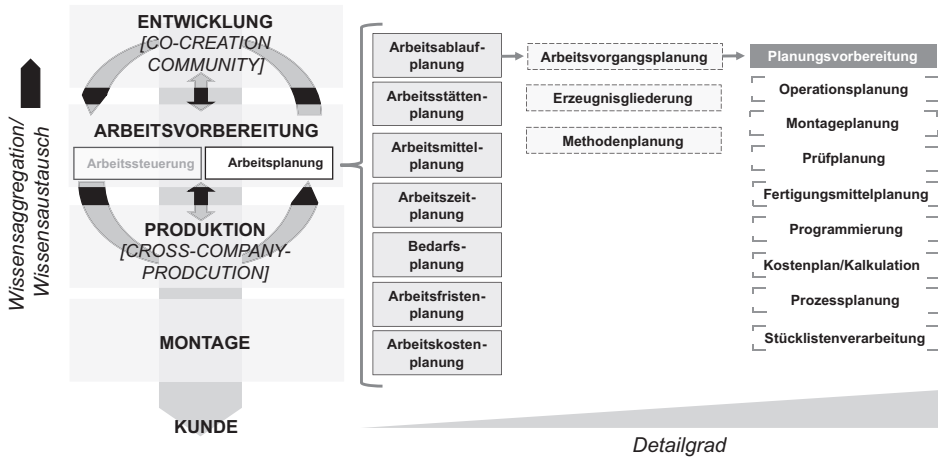 Wissensaggregation/
Wissensaustausch
ENTWICKLUNG
[CO-CREATION
COMMUNITY]
ARBEITSVORBEREITUNG
Arbeitssteuerung
Arbeitsplanung
PRODUKTION
[CROSS-COMPANY-
PRODCUTION]
MONTAGE
KUNDE
Arbeitsablauf-
planung
Arbeitsstätten-
planung
Arbeitsmittel-
planung
Arbeitszeit-
planung
Bedarfs-
planung
Arbeitsfristen-
planung
Arbeitskosten-
planung
Arbeitsvorgangsplanung
Erzeugnisgliederung
Methodenplanung
Planungsvorbereitung
Operationsplanung
Montageplanung
Prüfplanung
Fertigungsmittelplanung
Programmierung
Kostenplan/Kalkulation
Prozessplanung
Stücklistenverarbeitung
Detailgrad